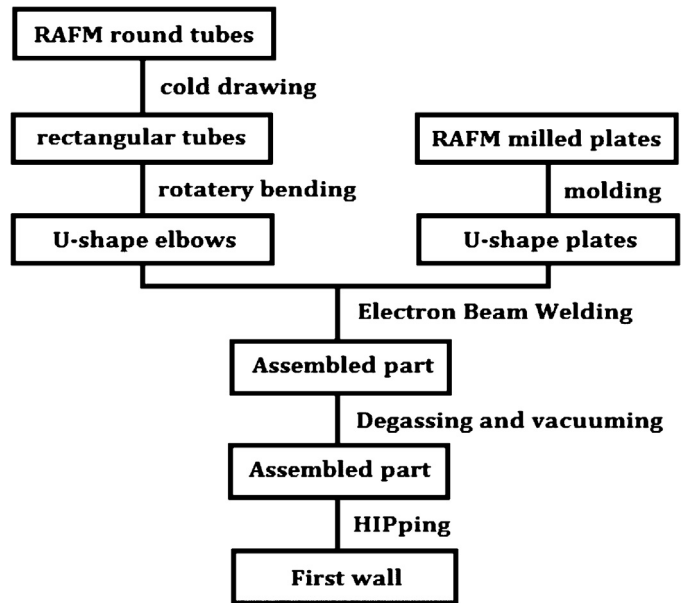 RAFM round tubes
cold drawing
rectangular tubes
RAFM milled plates
rotatery bending
molding
U-shape elbows
U-shape plates
Electron Beam Welding
Assembled part
Degassing and vacuuming
Assembled part
HIPping
First wall